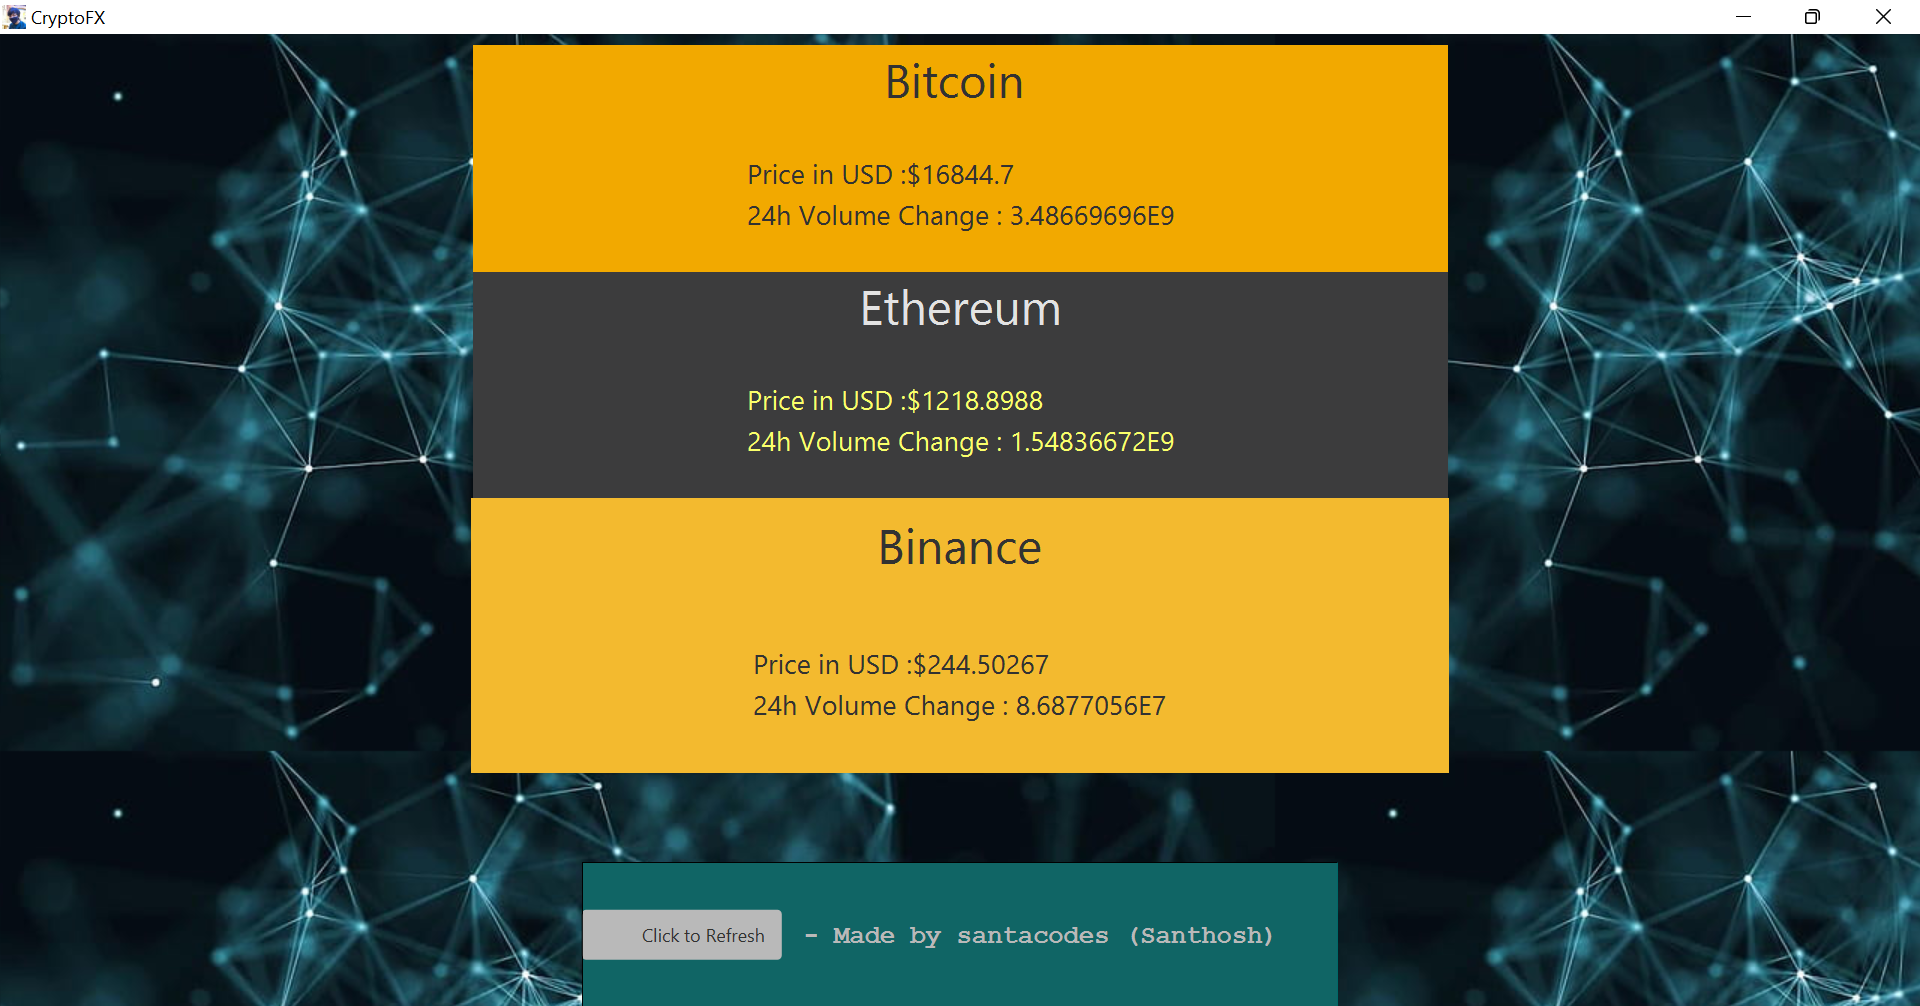 CryptoFX
Bitcoin
Price in USD :$16844.7
24h Volume Change : 3.48669696E9
Ethereum
Price in USD :$1218.8988
24h Volume Change : 1.54836672E9
Binance
Price in USD :$244.50267
24h Volume Change : 8.6877056E7
Click to Refresh
- Made by santacodes (Santhosh)